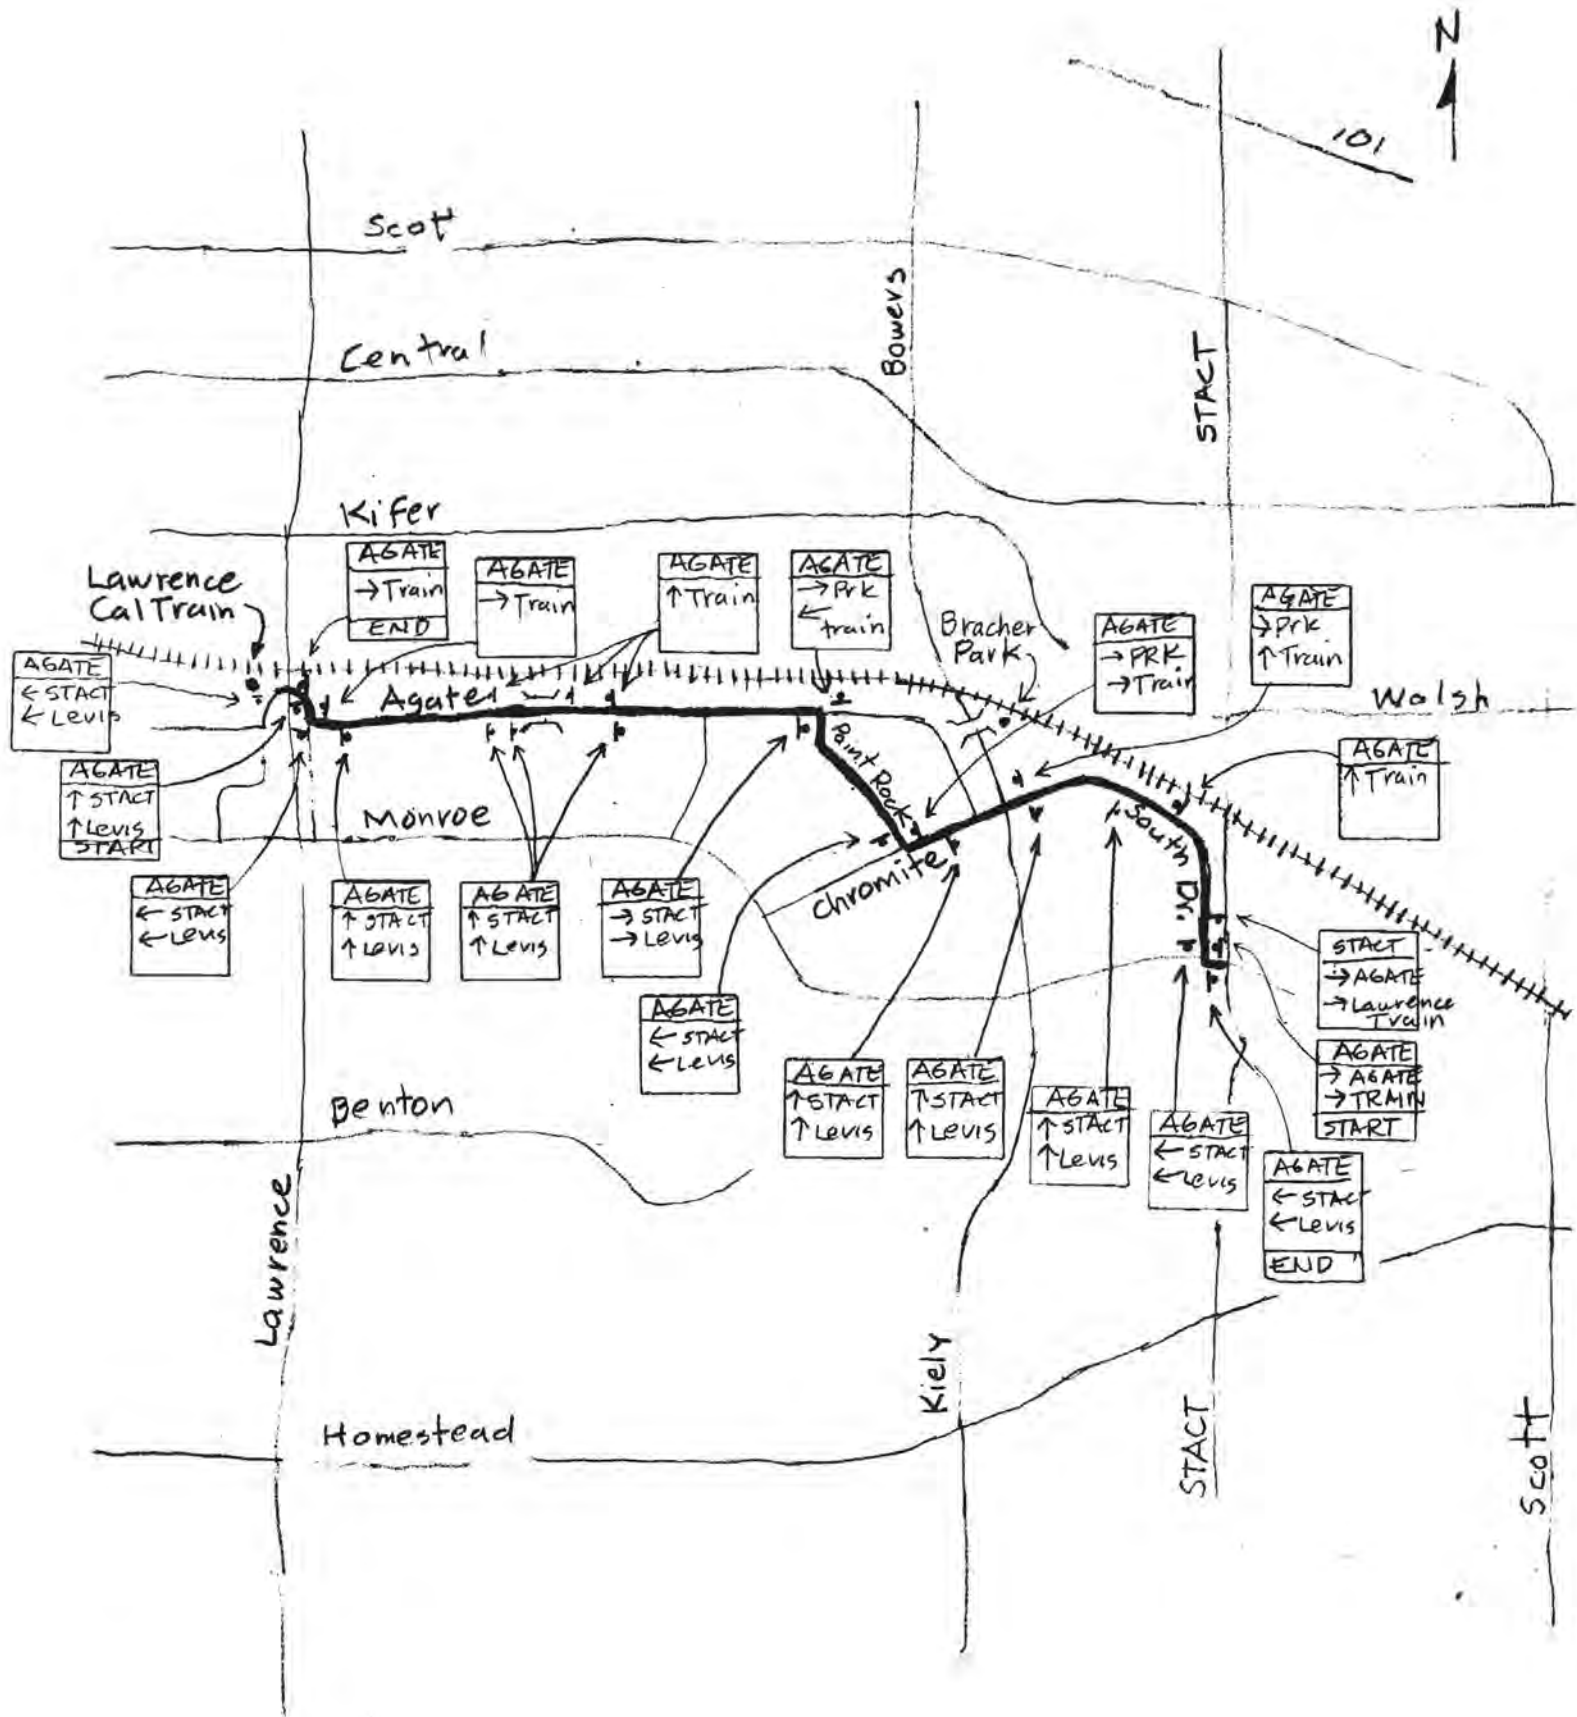 N
101
Scot
Bowers
STACT
Central
Kifer
Lawrence
CalTrain
AGATE
→Train
END
AGATE
→Train
AGATE
↑Train
AGATE
→Prk
←
train
Bracher
Park
AGATE
→PRK
→Train
AGATE
→Prk
↑Train
Walsh
AGATE
← STACT
← Levis
Agate
AGATE
↑Train
Point Rock
AGATE
↑STACT
↑Levis
START
Monroe
South Dr.
Chromite
AGATE
← STACT
← Levis
AGATE
↑STACT
↑Levis
AGATE
↑STACT
↑Levis
AGATE
→ STACT
→ Levis
STACT
→AGATE
→Lawrence
Train
AGATE
← STACT
← Levis
AGATE
→ AGATE
→TRAIN
START
AGATE
↑STACT
↑Levis
AGATE
↑STACT
↑Levis
AGATE
↑STACT
↑Levis
AGATE
← STACT
← Levis
AGATE
← STACT
← Levis
END
Benton
Lawrence
Kiely
Homestead
STACT
Scott